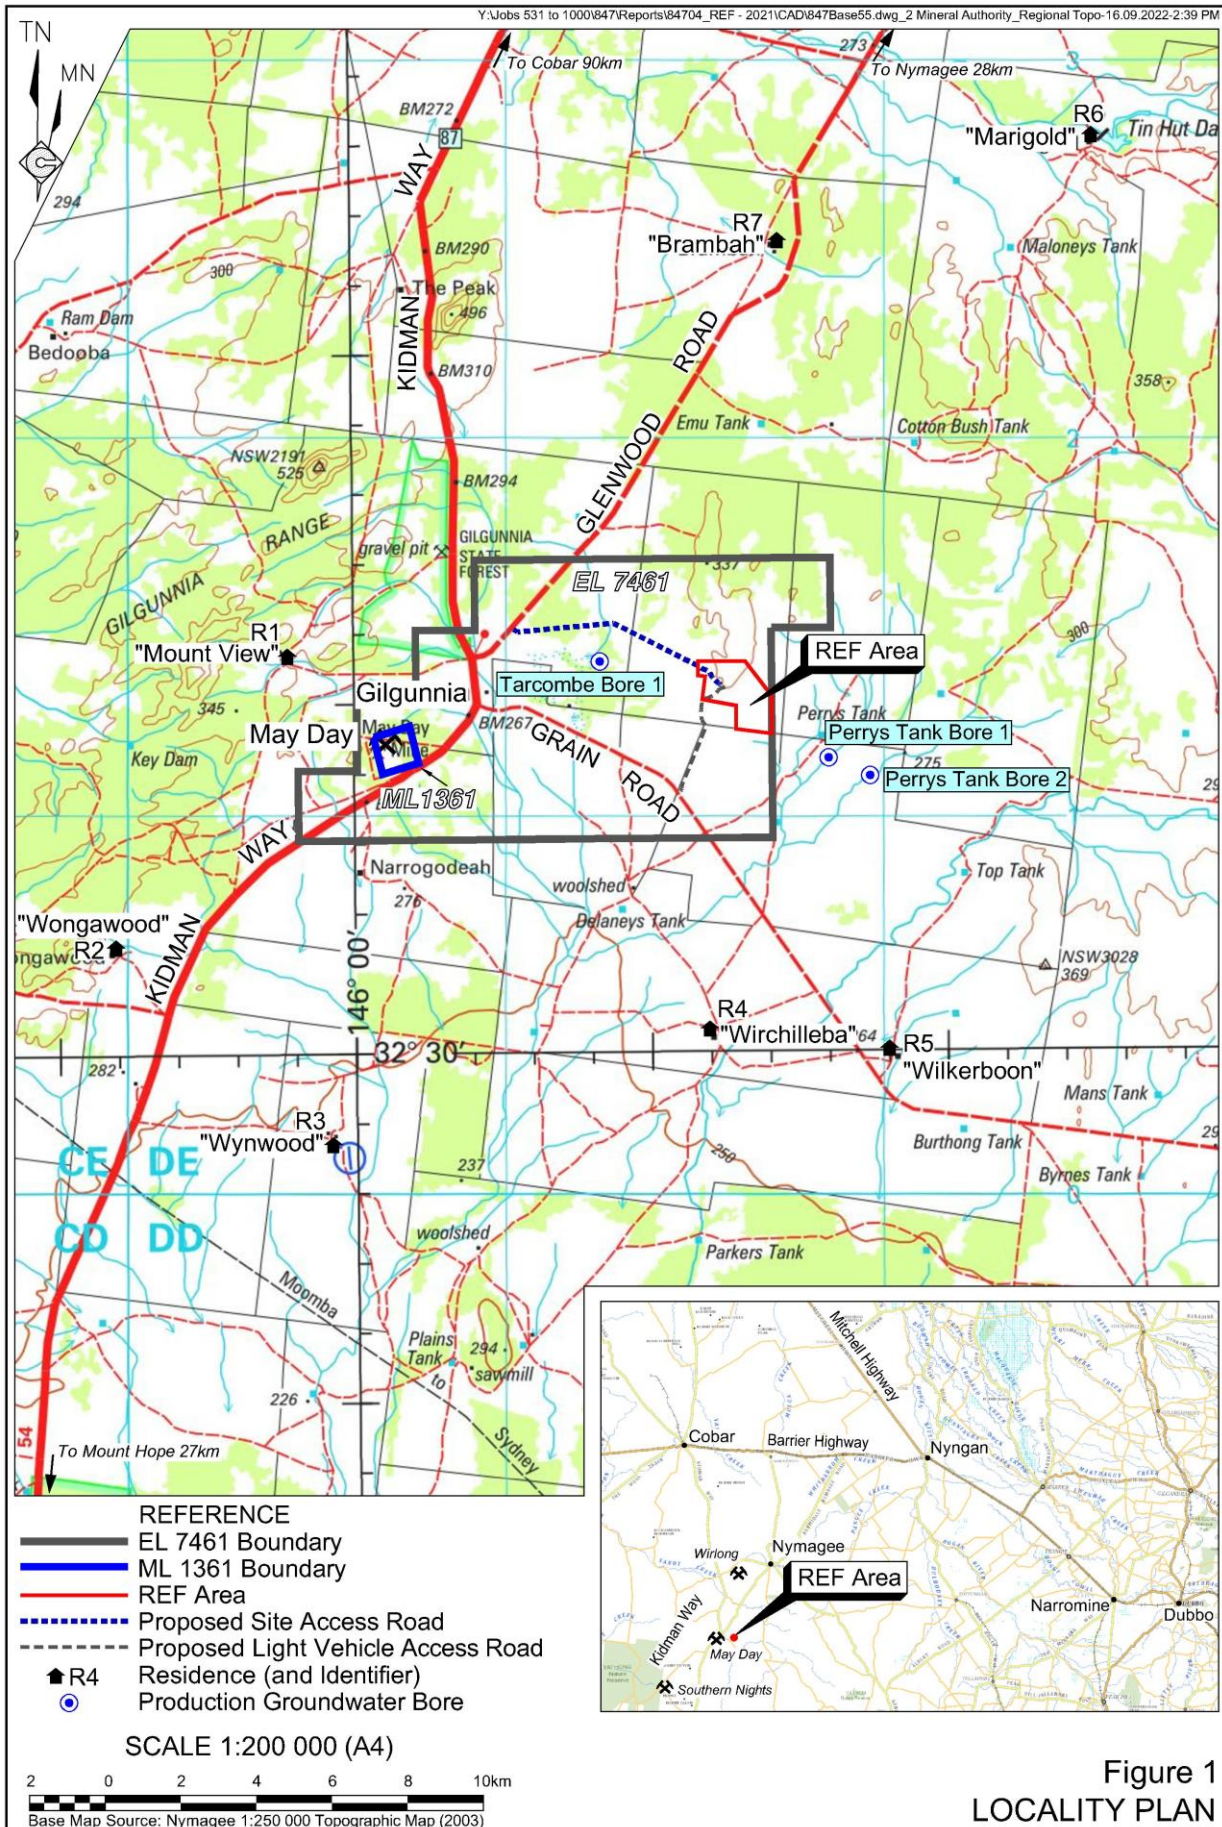 Y:\Jobs 531 to 1000\847\Reports\84704_REF - 2021\CAD\847Base55.dwg_2 Mineral Authority_Regional Topo-16.09.2022-2:39 PM
TN
MN
To Cobar 90km
273
To Nymagee 28km
3
BM272
87
R6
"Marigold"
Tin Hut Da
WAY
294
R7
"Brambah"
BM290
Maloneys Tank
300
The Peak
496
Ram Dam
Bedooba
KIDMAN
ROAD
BM310
358
Emu Tank
Cotton Bush Tank
2
GLENWOOD
NSW2191
525
BM294
RANGE
gravel pit
GILGUNNIA
STATE
FOREST
337
EL 7461
GILGUNNIA
300
R1
"Mount View"
REF Area
Tarcombe Bore 1
Gilgunnia
345
Perrys Tank
May Day
May Day
Mine
BM267
GRAIN
ROAD
Perrys Tank Bore 1
275
Key Dam
Perrys Tank Bore 2
29
ML1361
WAY
Narrogodeah
276
woolshed
Top Tank
Delaneys Tank
"Wongawood"
R2
ongawood
KIDMAN
NSW3028
369
146° 00'
R4
"Wirchilleba"
64
32° 30'
R5
"Wilkerboon"
282
Mans Tank
R3
"Wynwood"
Burthong Tank
29
250
CE DE
237
Byrnes Tank
CD DD
woolshed
Parkers Tank
Moomba
Plains
Tank
294
to
sawmill
226
Sydney
54
To Mount Hope 27km
Mitchell Highway
Cobar
Barrier Highway
Nyngan
Wirlong
Nymagee
REF Area
Narromine
Dubbo
Kidman Way
May Day
Southern Nights
REFERENCE
EL 7461 Boundary
ML 1361 Boundary
REF Area
Proposed Site Access Road
Proposed Light Vehicle Access Road
R4 Residence (and Identifier)
Production Groundwater Bore
SCALE 1:200 000 (A4)
2 0 2 4 6 8 10km
Base Map Source: Nymagee 1:250 000 Topographic Map (2003)
Figure 1
LOCALITY PLAN